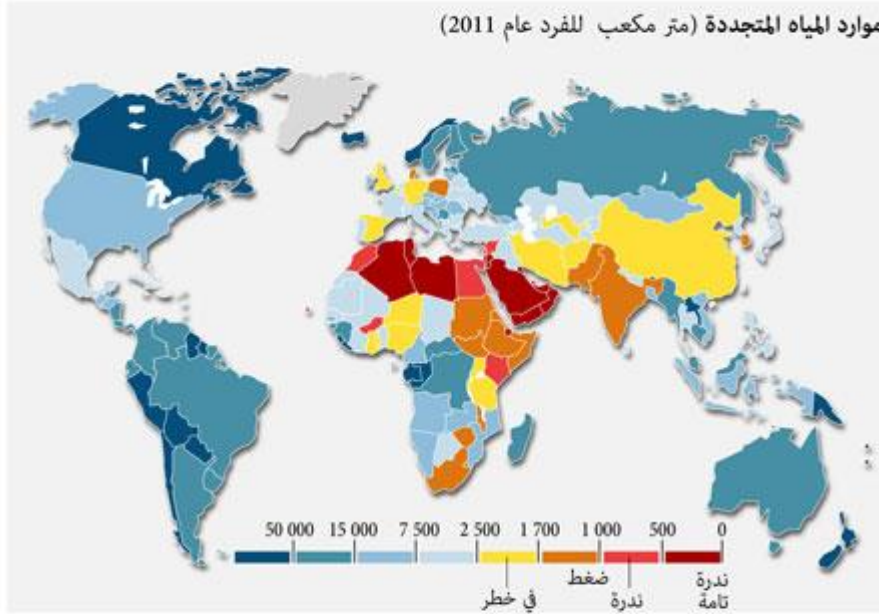 موارد المياه المتجددة (متر مكعب للفرد عام 2011)
50 000 15 000 7 500 2 500 1 700 1 000 500 0
ندرة تامة
ندرة
ضغط
في خطر